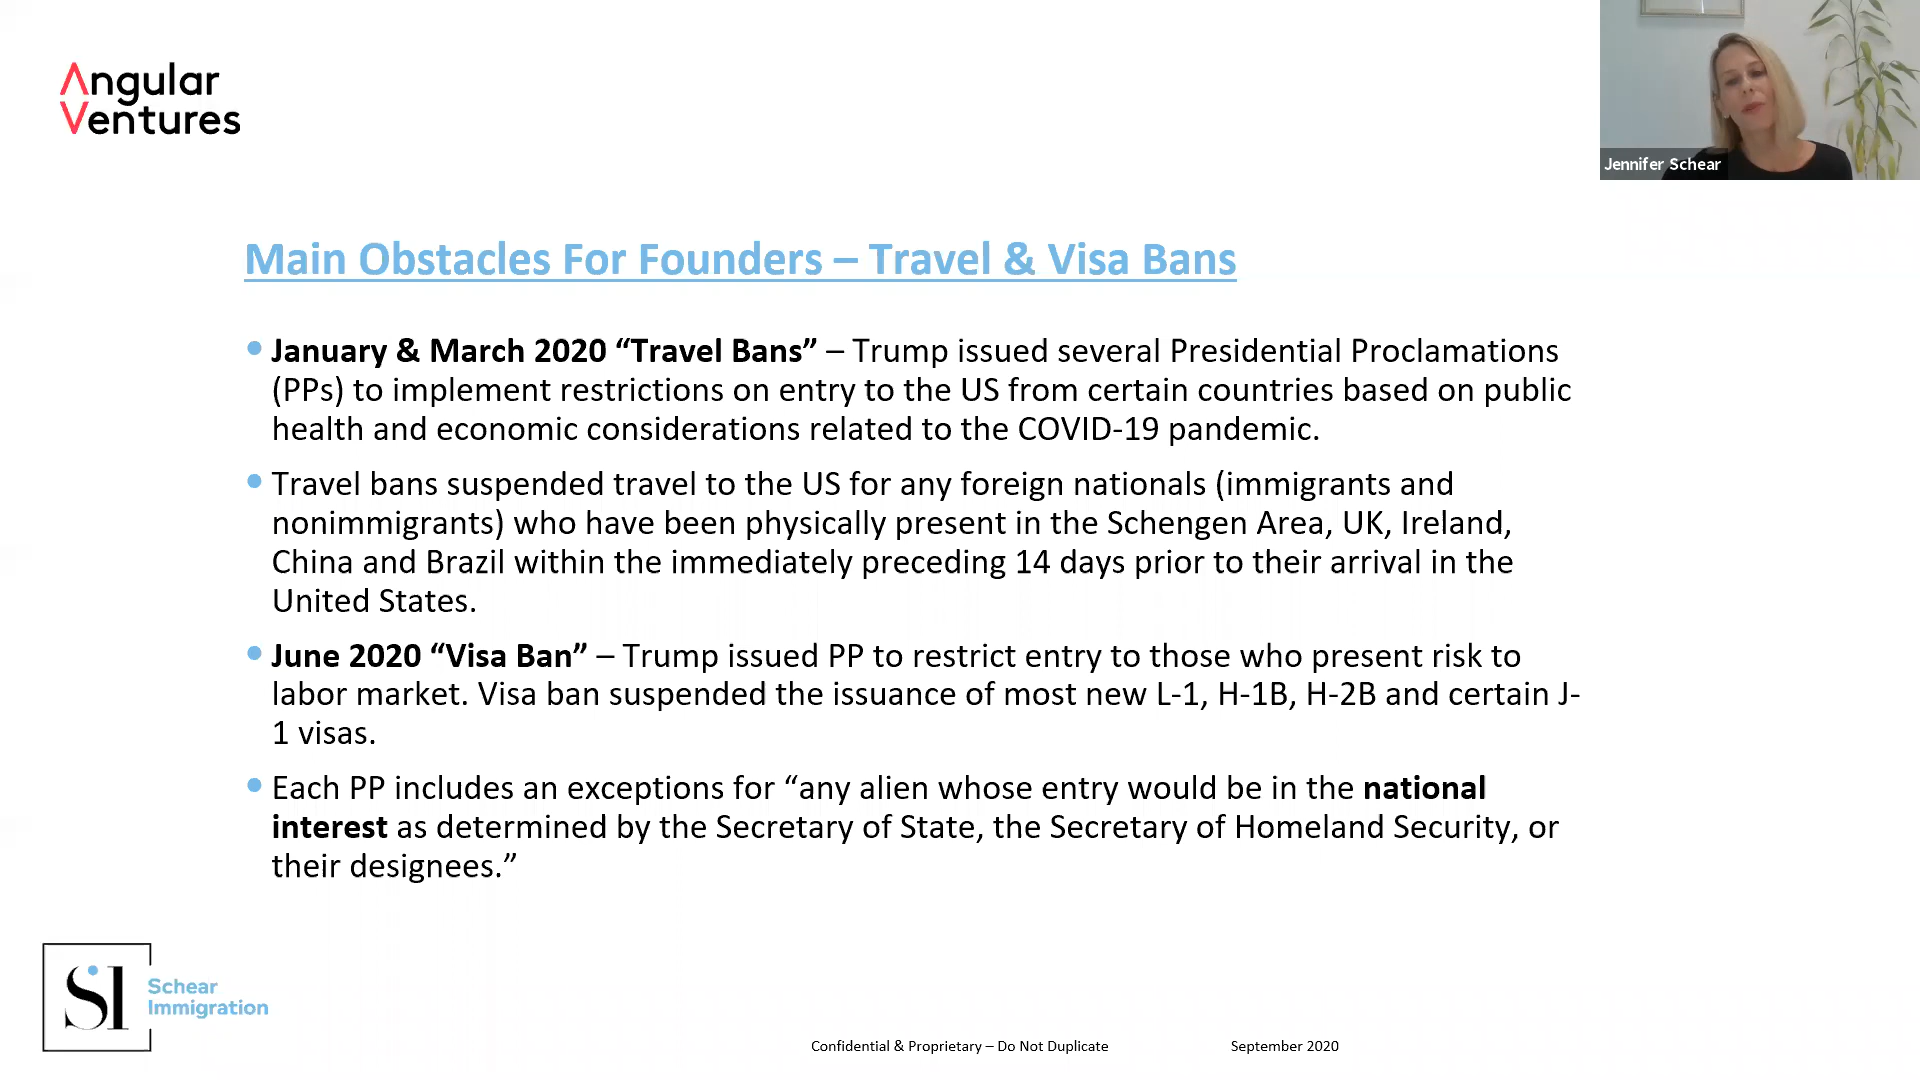 Angular
Ventures
Jennifer Schear
Main Obstacles For Founders – Travel & Visa Bans
• January & March 2020 “Travel Bans” – Trump issued several Presidential Proclamations
(PPs) to implement restrictions on entry to the US from certain countries based on public
health and economic considerations related to the COVID-19 pandemic.
• Travel bans suspended travel to the US for any foreign nationals (immigrants and
nonimmigrants) who have been physically present in the Schengen Area, UK, Ireland,
China and Brazil within the immediately preceding 14 days prior to their arrival in the
United States.
• June 2020 “Visa Ban” – Trump issued PP to restrict entry to those who present risk to
labor market. Visa ban suspended the issuance of most new L-1, H-1B, H-2B and certain J-
1 visas.
• Each PP includes an exceptions for “any alien whose entry would be in the national
interest as determined by the Secretary of State, the Secretary of Homeland Security, or
their designees.”
SI
Schear
Immigration
Confidential & Proprietary – Do Not Duplicate
September 2020